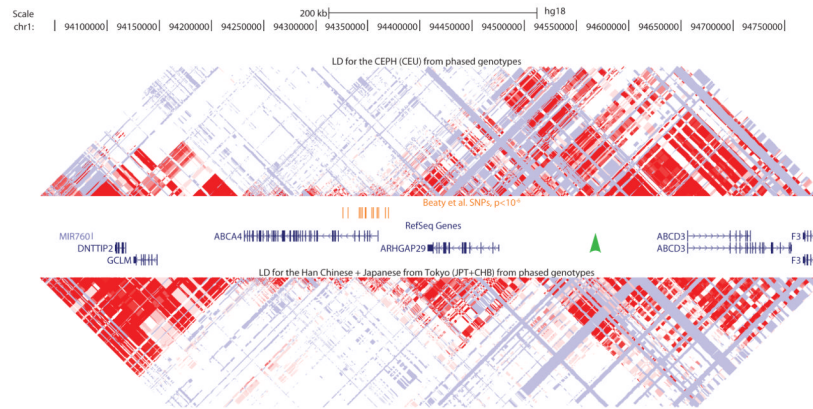 Scale 200 kb hg18
chr1: 94100000 94150000 94200000 94250000 94300000 94350000 94400000 94450000 94500000 94550000 94600000 94650000 94700000 94750000
LD for the CEPH (CEU) from phased genotypes
Beaty et al. SNPs, p<10⁻⁶
RefSeq Genes
MIR760 ABCA4 ABCD3 F3
DNTTIP2 ARHGAP29 ABCD3
GCLM F3
LD for the Han Chinese + Japanese from Tokyo (JPT+CHB) from phased genotypes